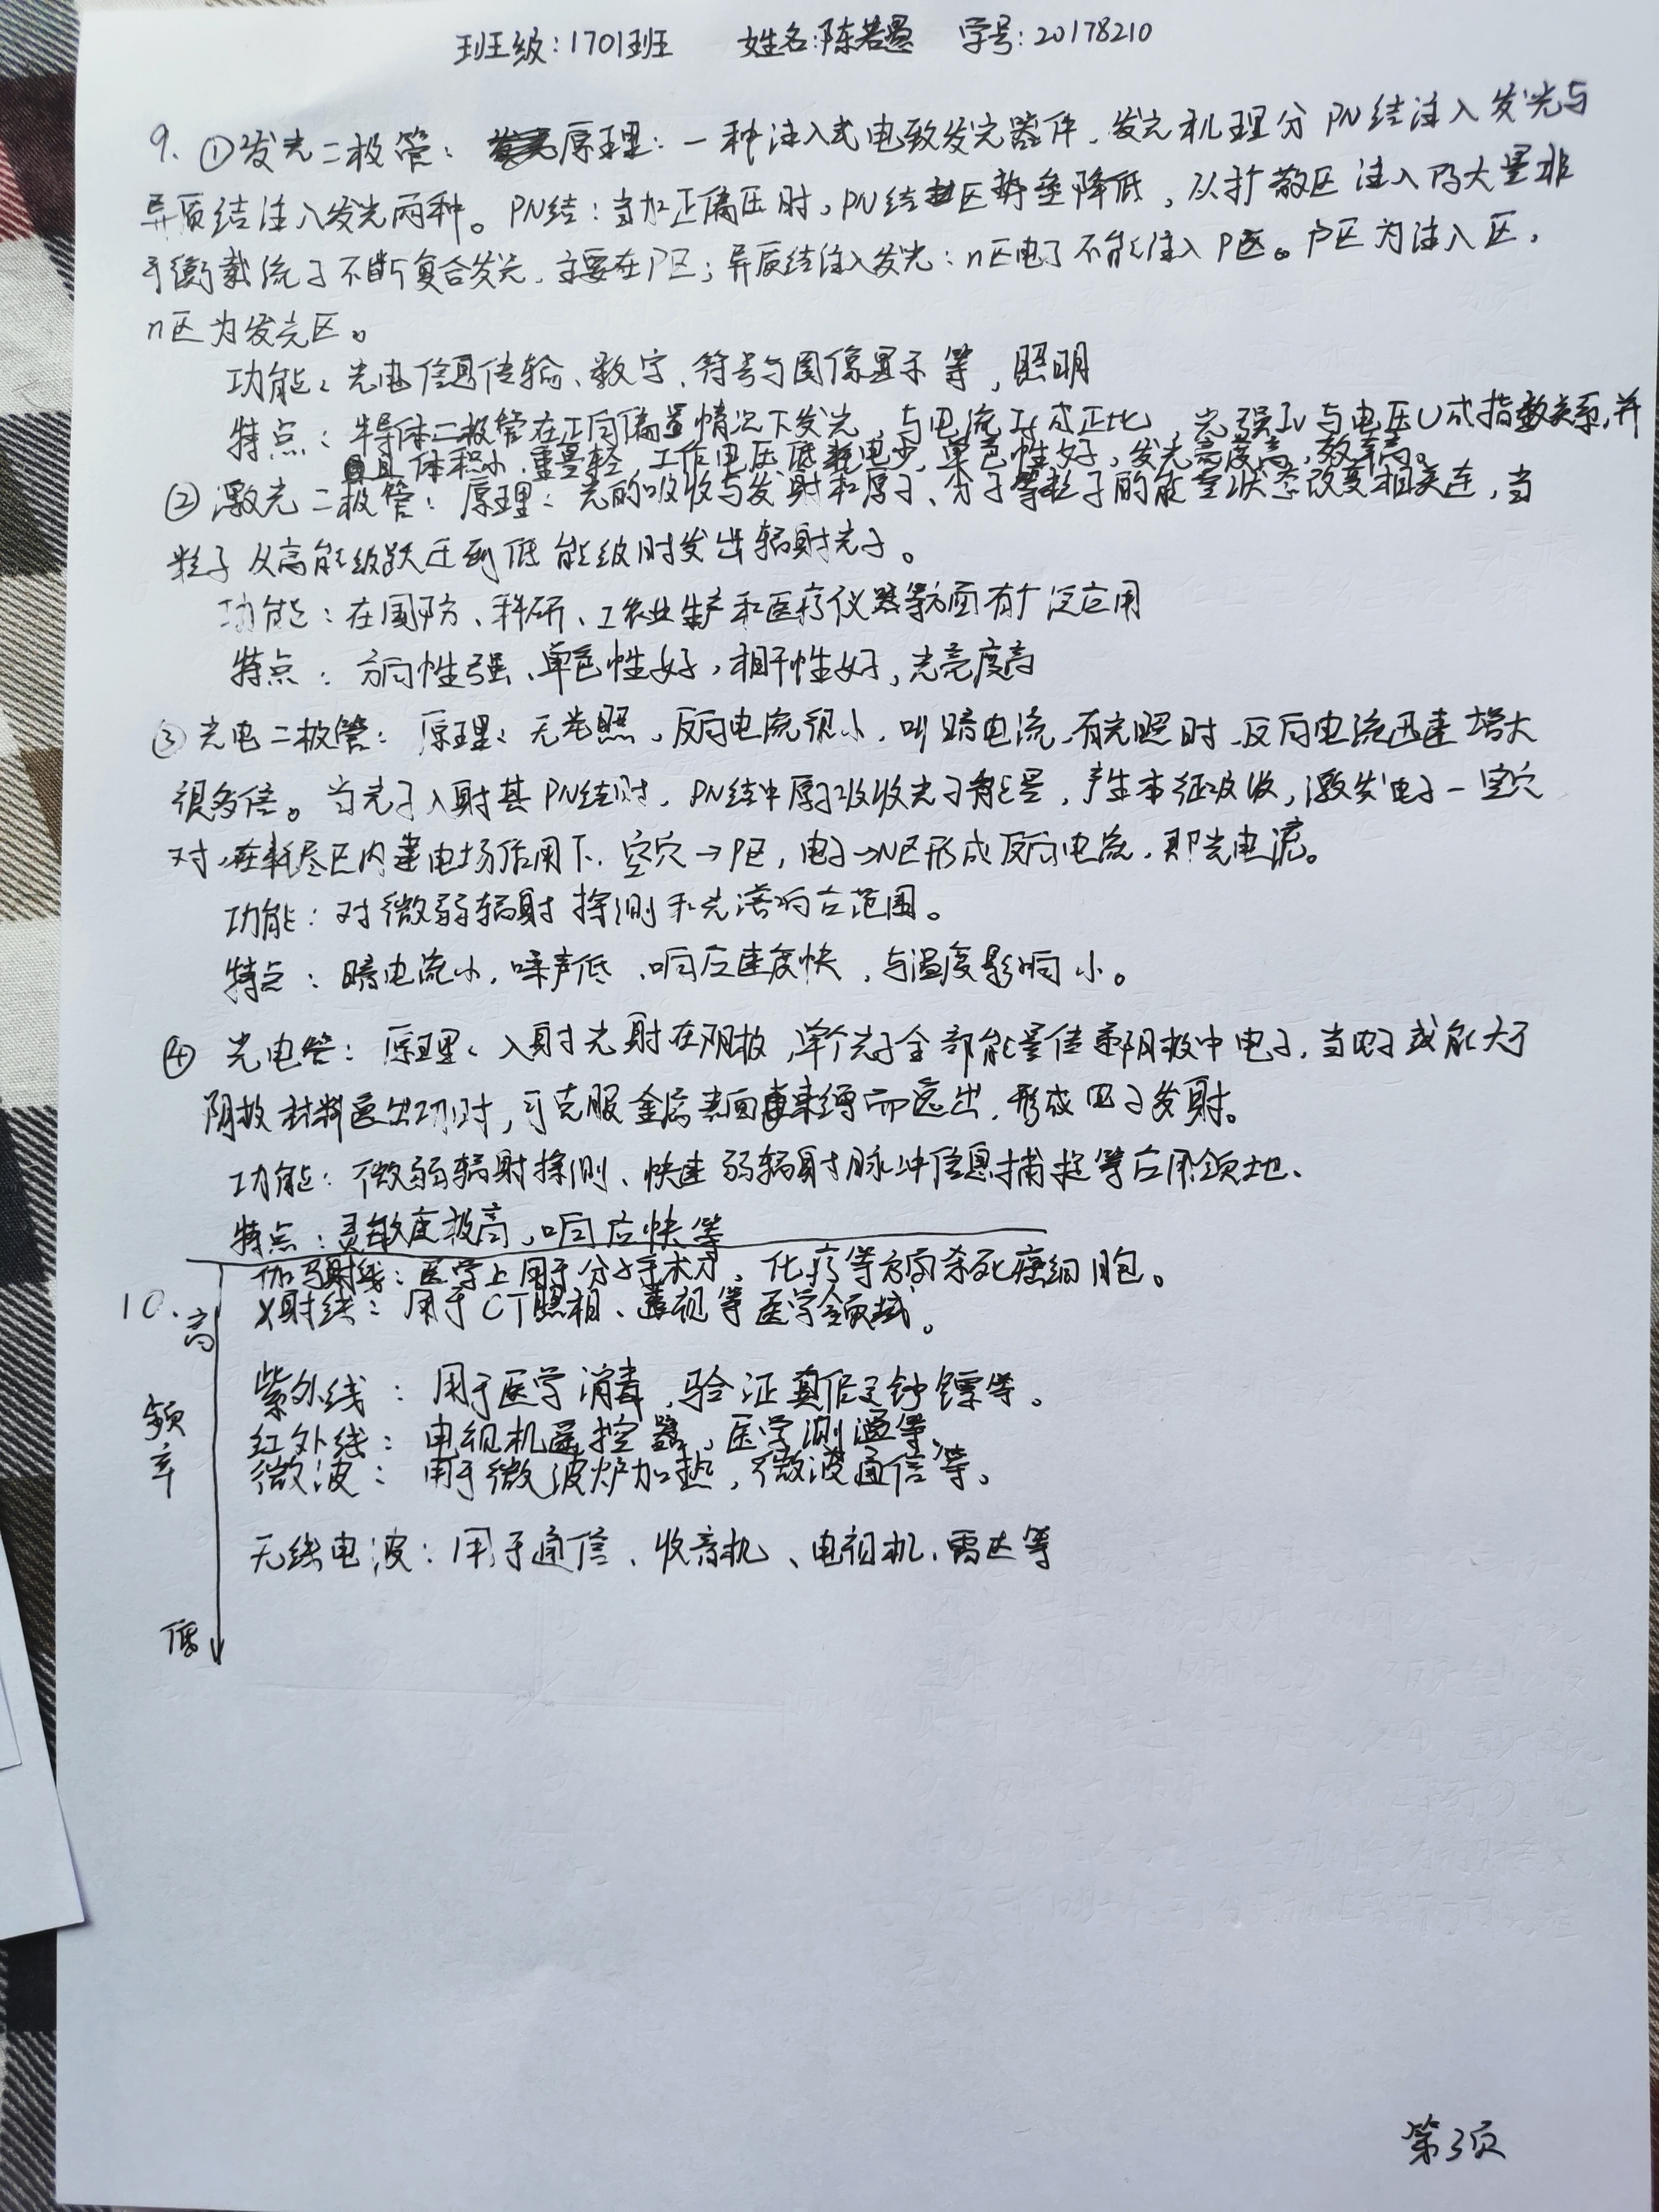 班级:1701班 姓名:陈若愚 学号:20178210
9. ①发光二极管: 原理:一种注入式电致发光器件,发光机理分PN结注入发光与
异质结注入发光两种。PN结:当加正偏压时,PN结区势垒降低,从扩散区注入的大量非
平衡载流子不断复合发光,主要在P区;异质结注入发光:n区电子不能注入P区。P区为注入区,
n区为发光区。
功能:光电信息传输、数字、符号与图像显示等,照明
特点:半导体二极管在正向偏置情况下发光,与电流If成正比,光强Iv与电压U成指数关系,并
且体积小,重量轻,工作电压低耗电少,单色性好,发光亮度高,效率高。
②激光二极管:原理:光的吸收与发射和原子、分子等粒子的能量状态改变相关连,当
粒子从高能级跃迁到低能级时发出辐射光子。
功能:在国防、科研、工农业生产和医疗仪器等方面有广泛应用
特点:方向性强、单色性好,相干性好,光亮度高
③光电二极管:原理:无光照,反向电流很小,叫暗电流,有光照时,反向电流迅速增大
很多倍。当光子入射其PN结时,PN结中原子吸收光子能量,产生本征吸收,激发电子-空穴
对,在耗尽区内建电场作用下,空穴→P区,电子→N区形成反向电流,即光电流。
功能:对微弱辐射探测和光谱响应范围。
特点:暗电流小,噪声低、响应速度快,与温度影响小。
④光电管:原理:入射光射在阴极,单个光子全部能量传递阴极中电子,当电子动能大于
阴极材料逸出功时,可克服金属表面束缚而逸出,形成电子发射。
功能:微弱辐射探测、快速弱辐射脉冲信息捕捉等应用领地、
特点:灵敏度极高,响应快等
10. 高 伽马射线:医学上用于分子手术刀,化疗等方面杀死癌细胞。
X射线:用于CT照相、透视等医学领域。
频率 紫外线:用于医学消毒,验证真假钞票等。
红外线:电视机遥控器,医学测温等,
微波:用于微波炉加热,微波通信等。
无线电波:用于通信、收音机、电视机、雷达等
低
第3页